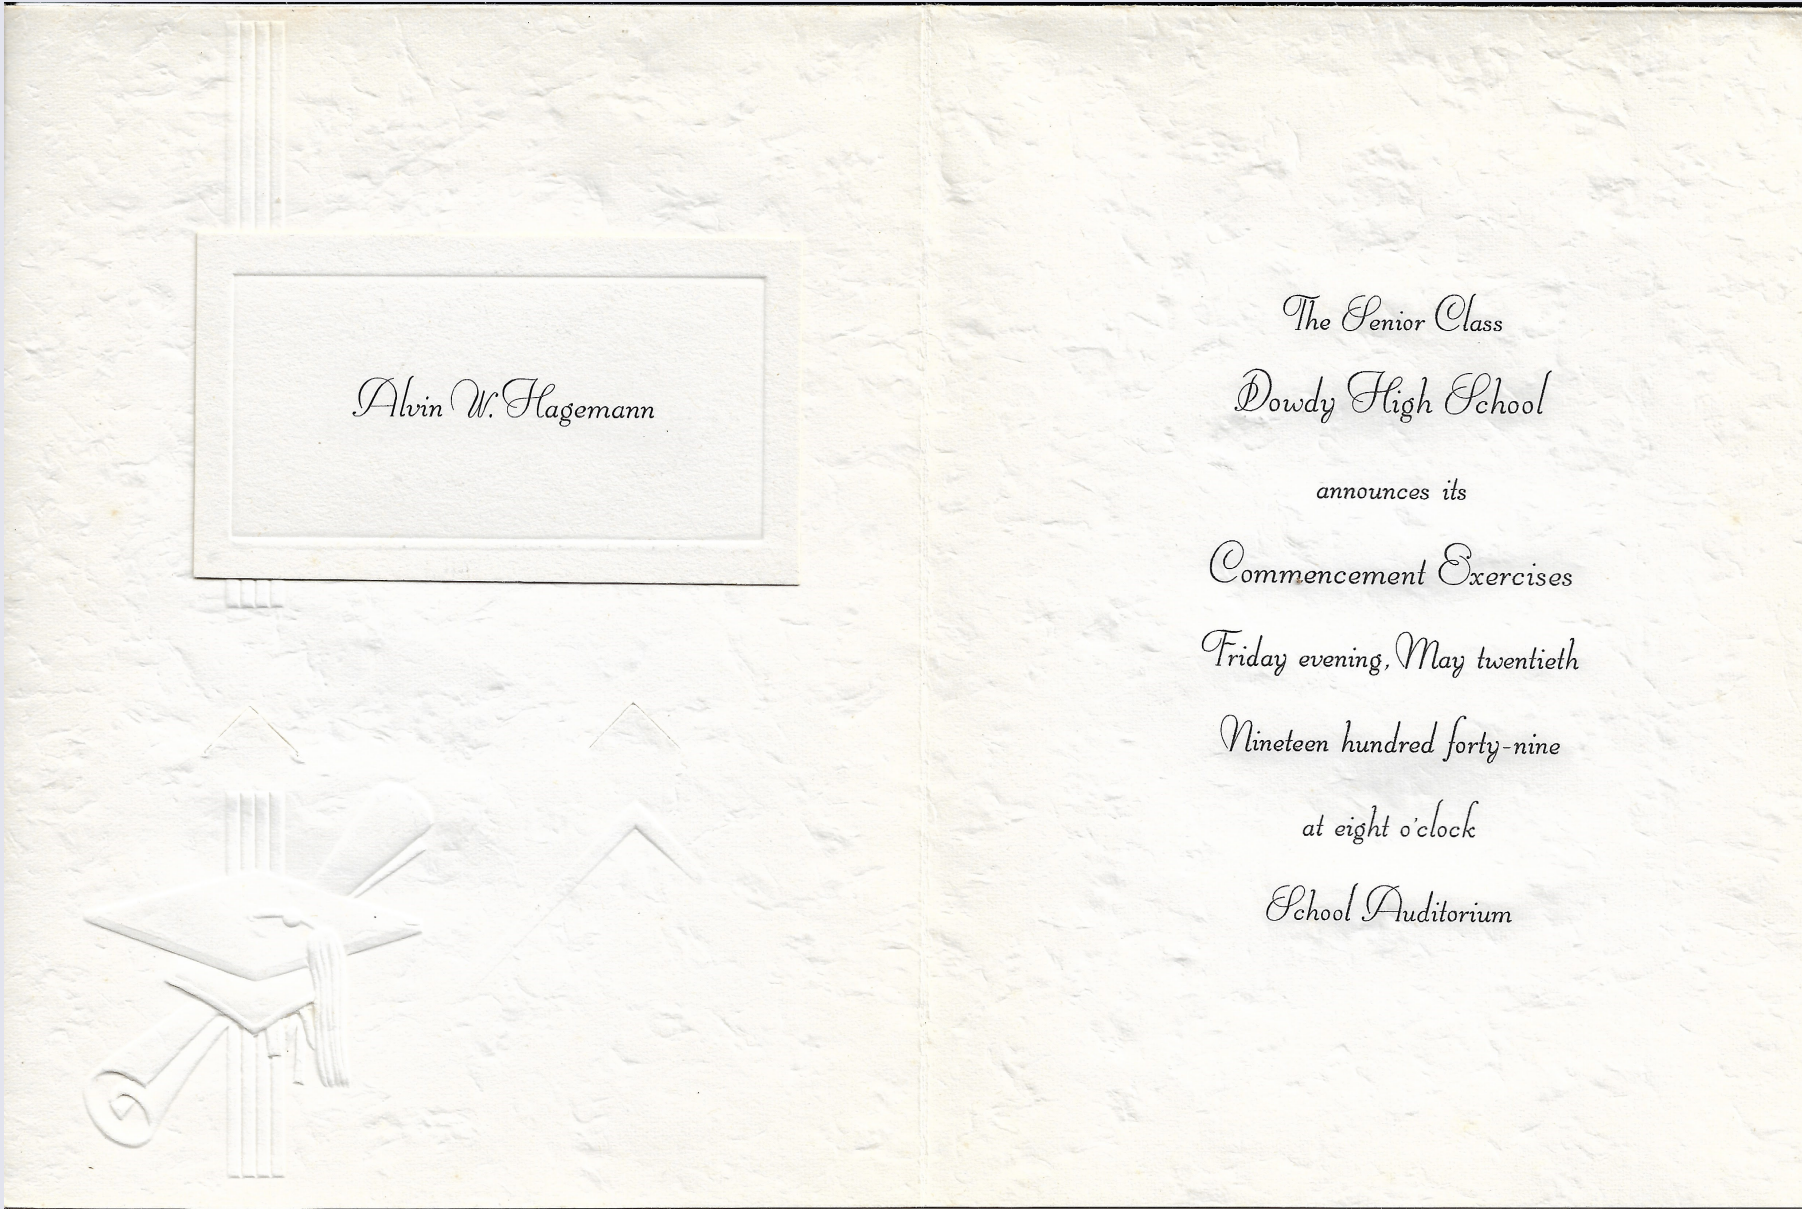 Alvin W. Hagemann
The Senior Class
Dowdy High School
announces its
Commencement Exercises
Friday evening, May twentieth
Nineteen hundred forty-nine
at eight o'clock
School Auditorium